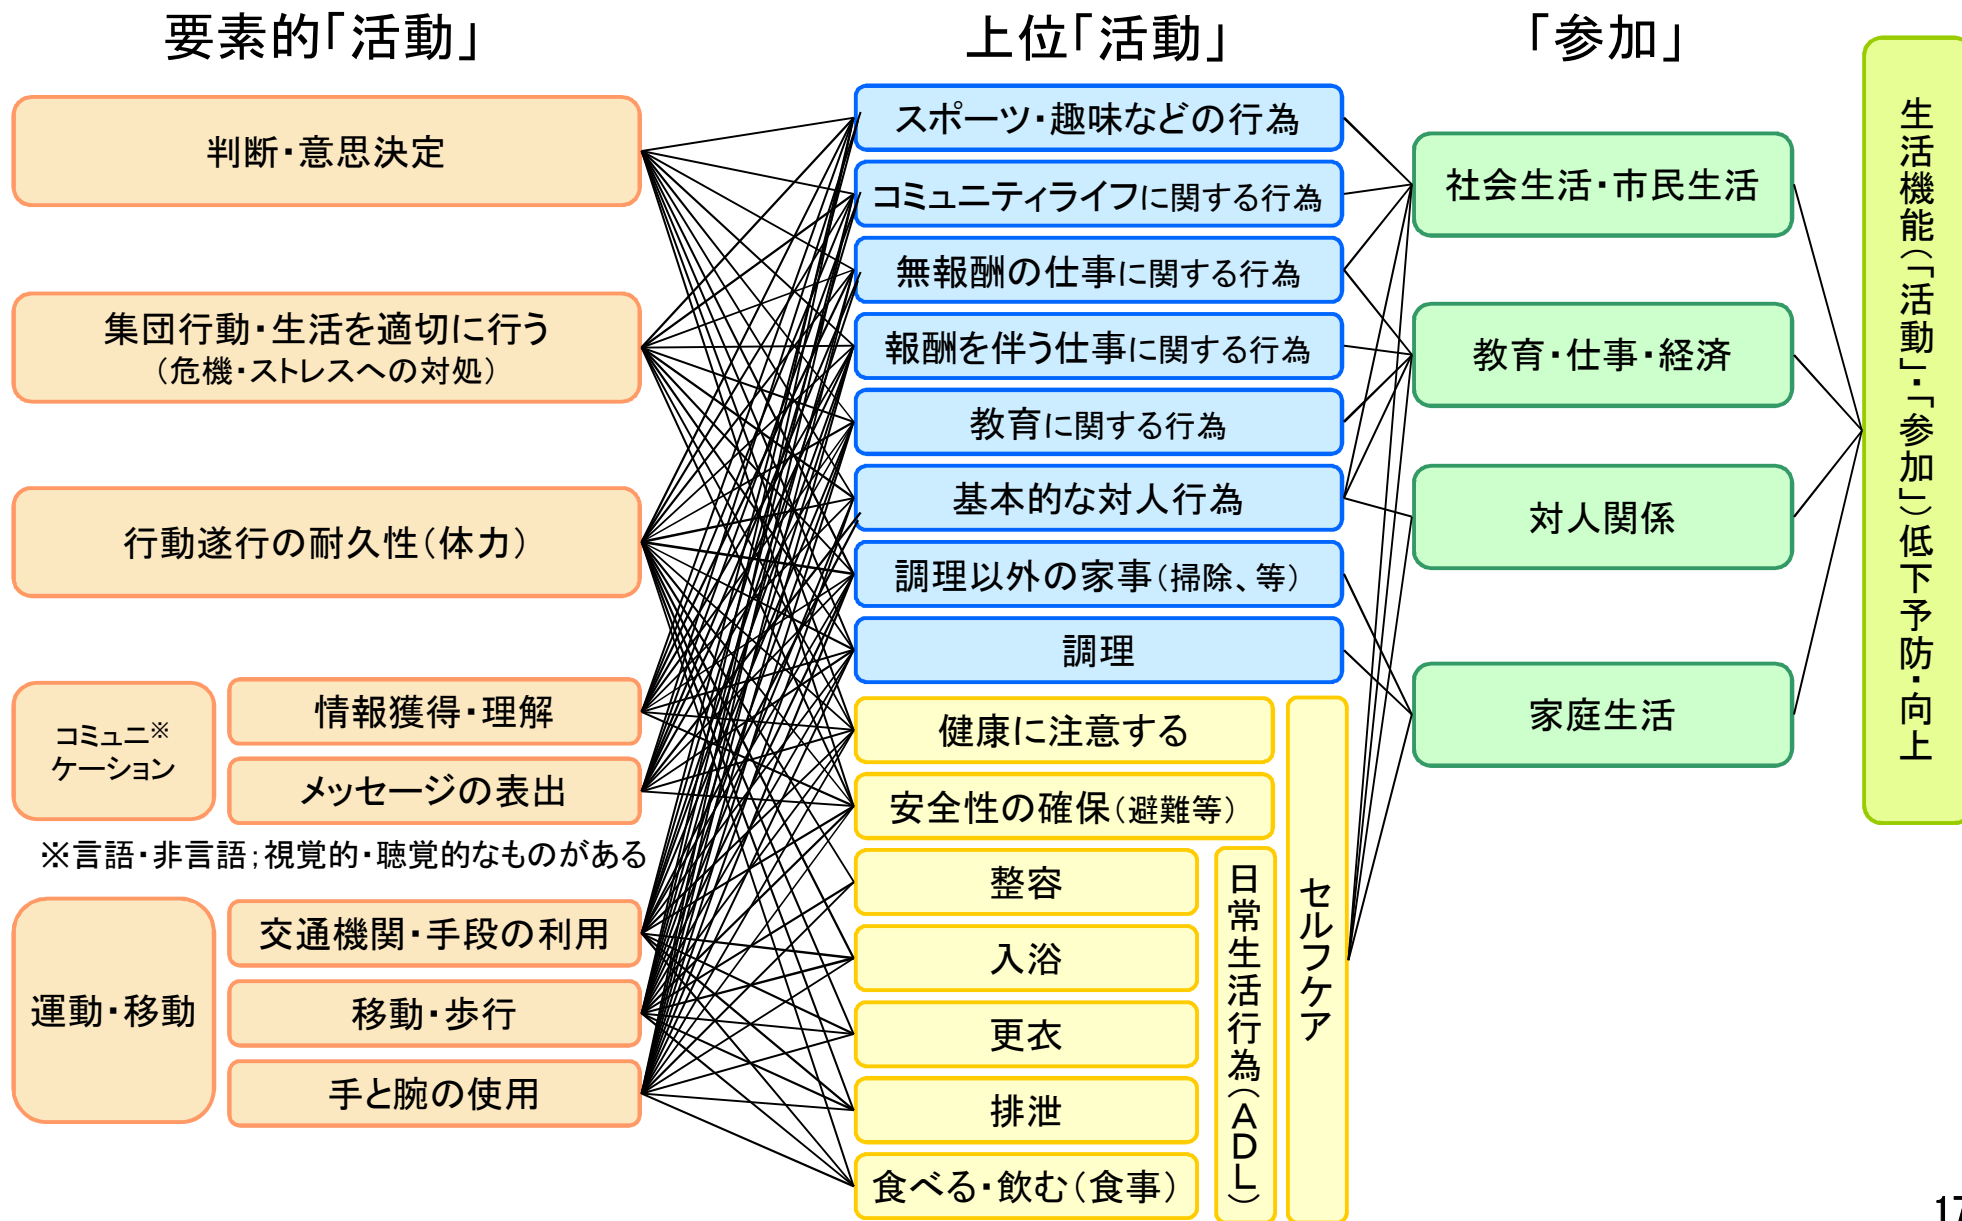 要素的「活動」
上位「活動」
「参加」
判断・意思決定
集団行動・生活を適切に行う
(危機・ストレスへの対処)
行動遂行の耐久性(体力)
コミュニ※
ケーション
情報獲得・理解
メッセージの表出
※言語・非言語;視覚的・聴覚的なものがある
運動・移動
交通機関・手段の利用
移動・歩行
手と腕の使用
スポーツ・趣味などの行為
コミュニティライフに関する行為
無報酬の仕事に関する行為
報酬を伴う仕事に関する行為
教育に関する行為
基本的な対人行為
調理以外の家事(掃除、等)
調理
健康に注意する
安全性の確保(避難等)
整容
入浴
更衣
排泄
食べる・飲む(食事)
日常生活行為(ADL)
セルフケア
社会生活・市民生活
教育・仕事・経済
対人関係
家庭生活
生活機能(「活動」・「参加」)低下予防・向上
17